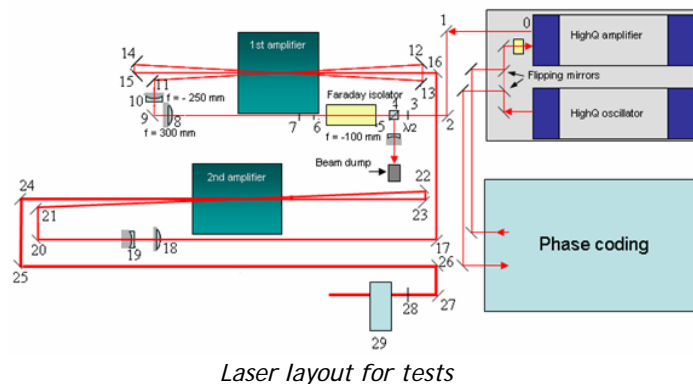 1
0
HighQ amplifier
Flipping mirrors
HighQ oscillator
Phase coding
14
15
1st amplifier
12
16
13
11
10
f = - 250 mm
9
8
f = 300 mm
Faraday isolator
7
6
5
4
3
λ/2
2
f = -100 mm
Beam dump
2nd amplifier
24
21
22
23
20
19
18
17
25
26
27
28
29
Laser layout for tests